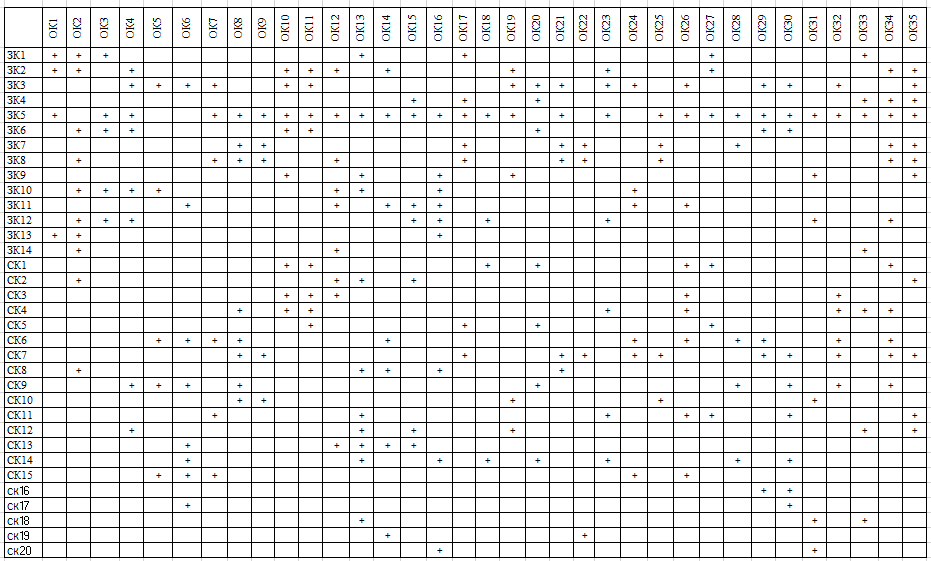 ОК1 ОК2 ОК3 ОК4 ОК5 ОК6 ОК7 ОК8 ОК9 ОК10 ОК11 ОК12 ОК13 ОК14 ОК15 ОК16 ОК17 ОК18 ОК19 ОК20 ОК21 ОК22 ОК23 ОК24 ОК25 ОК26 ОК27 ОК28 ОК29 ОК30 ОК31 ОК32 ОК33 ОК34 ОК35
ЗК1 + + + + + + +
ЗК2 + + + + + + + + + + + +
ЗК3 + + + + + + + + + + + + + + + +
ЗК4 + + + + + +
ЗК5 + + + + + + + + + + + + + + + + + + + + + + + + + + + + +
ЗК6 + + + + + + + +
ЗК7 + + + + + + + + +
ЗК8 + + + + + + + + + + +
ЗК9 + + + + + +
ЗК10 + + + + + + + +
ЗК11 + + + + + + +
ЗК12 + + + + + + + + +
ЗК13 + + +
ЗК14 + + +
СК1 + + + + + + +
СК2 + + + + +
СК3 + + + + +
СК4 + + + + + + + +
СК5 + + + +
СК6 + + + + + + + + + + +
СК7 + + + + + + + + + + + +
СК8 + + + + +
СК9 + + + + + + + + +
СК10 + + + + +
СК11 + + + + + + +
СК12 + + + + + +
СК13 + + + + +
СК14 + + + + + + + +
СК15 + + + + +
ск16 + +
ск17 + +
ск18 + + +
ск19 + +
ск20 + +